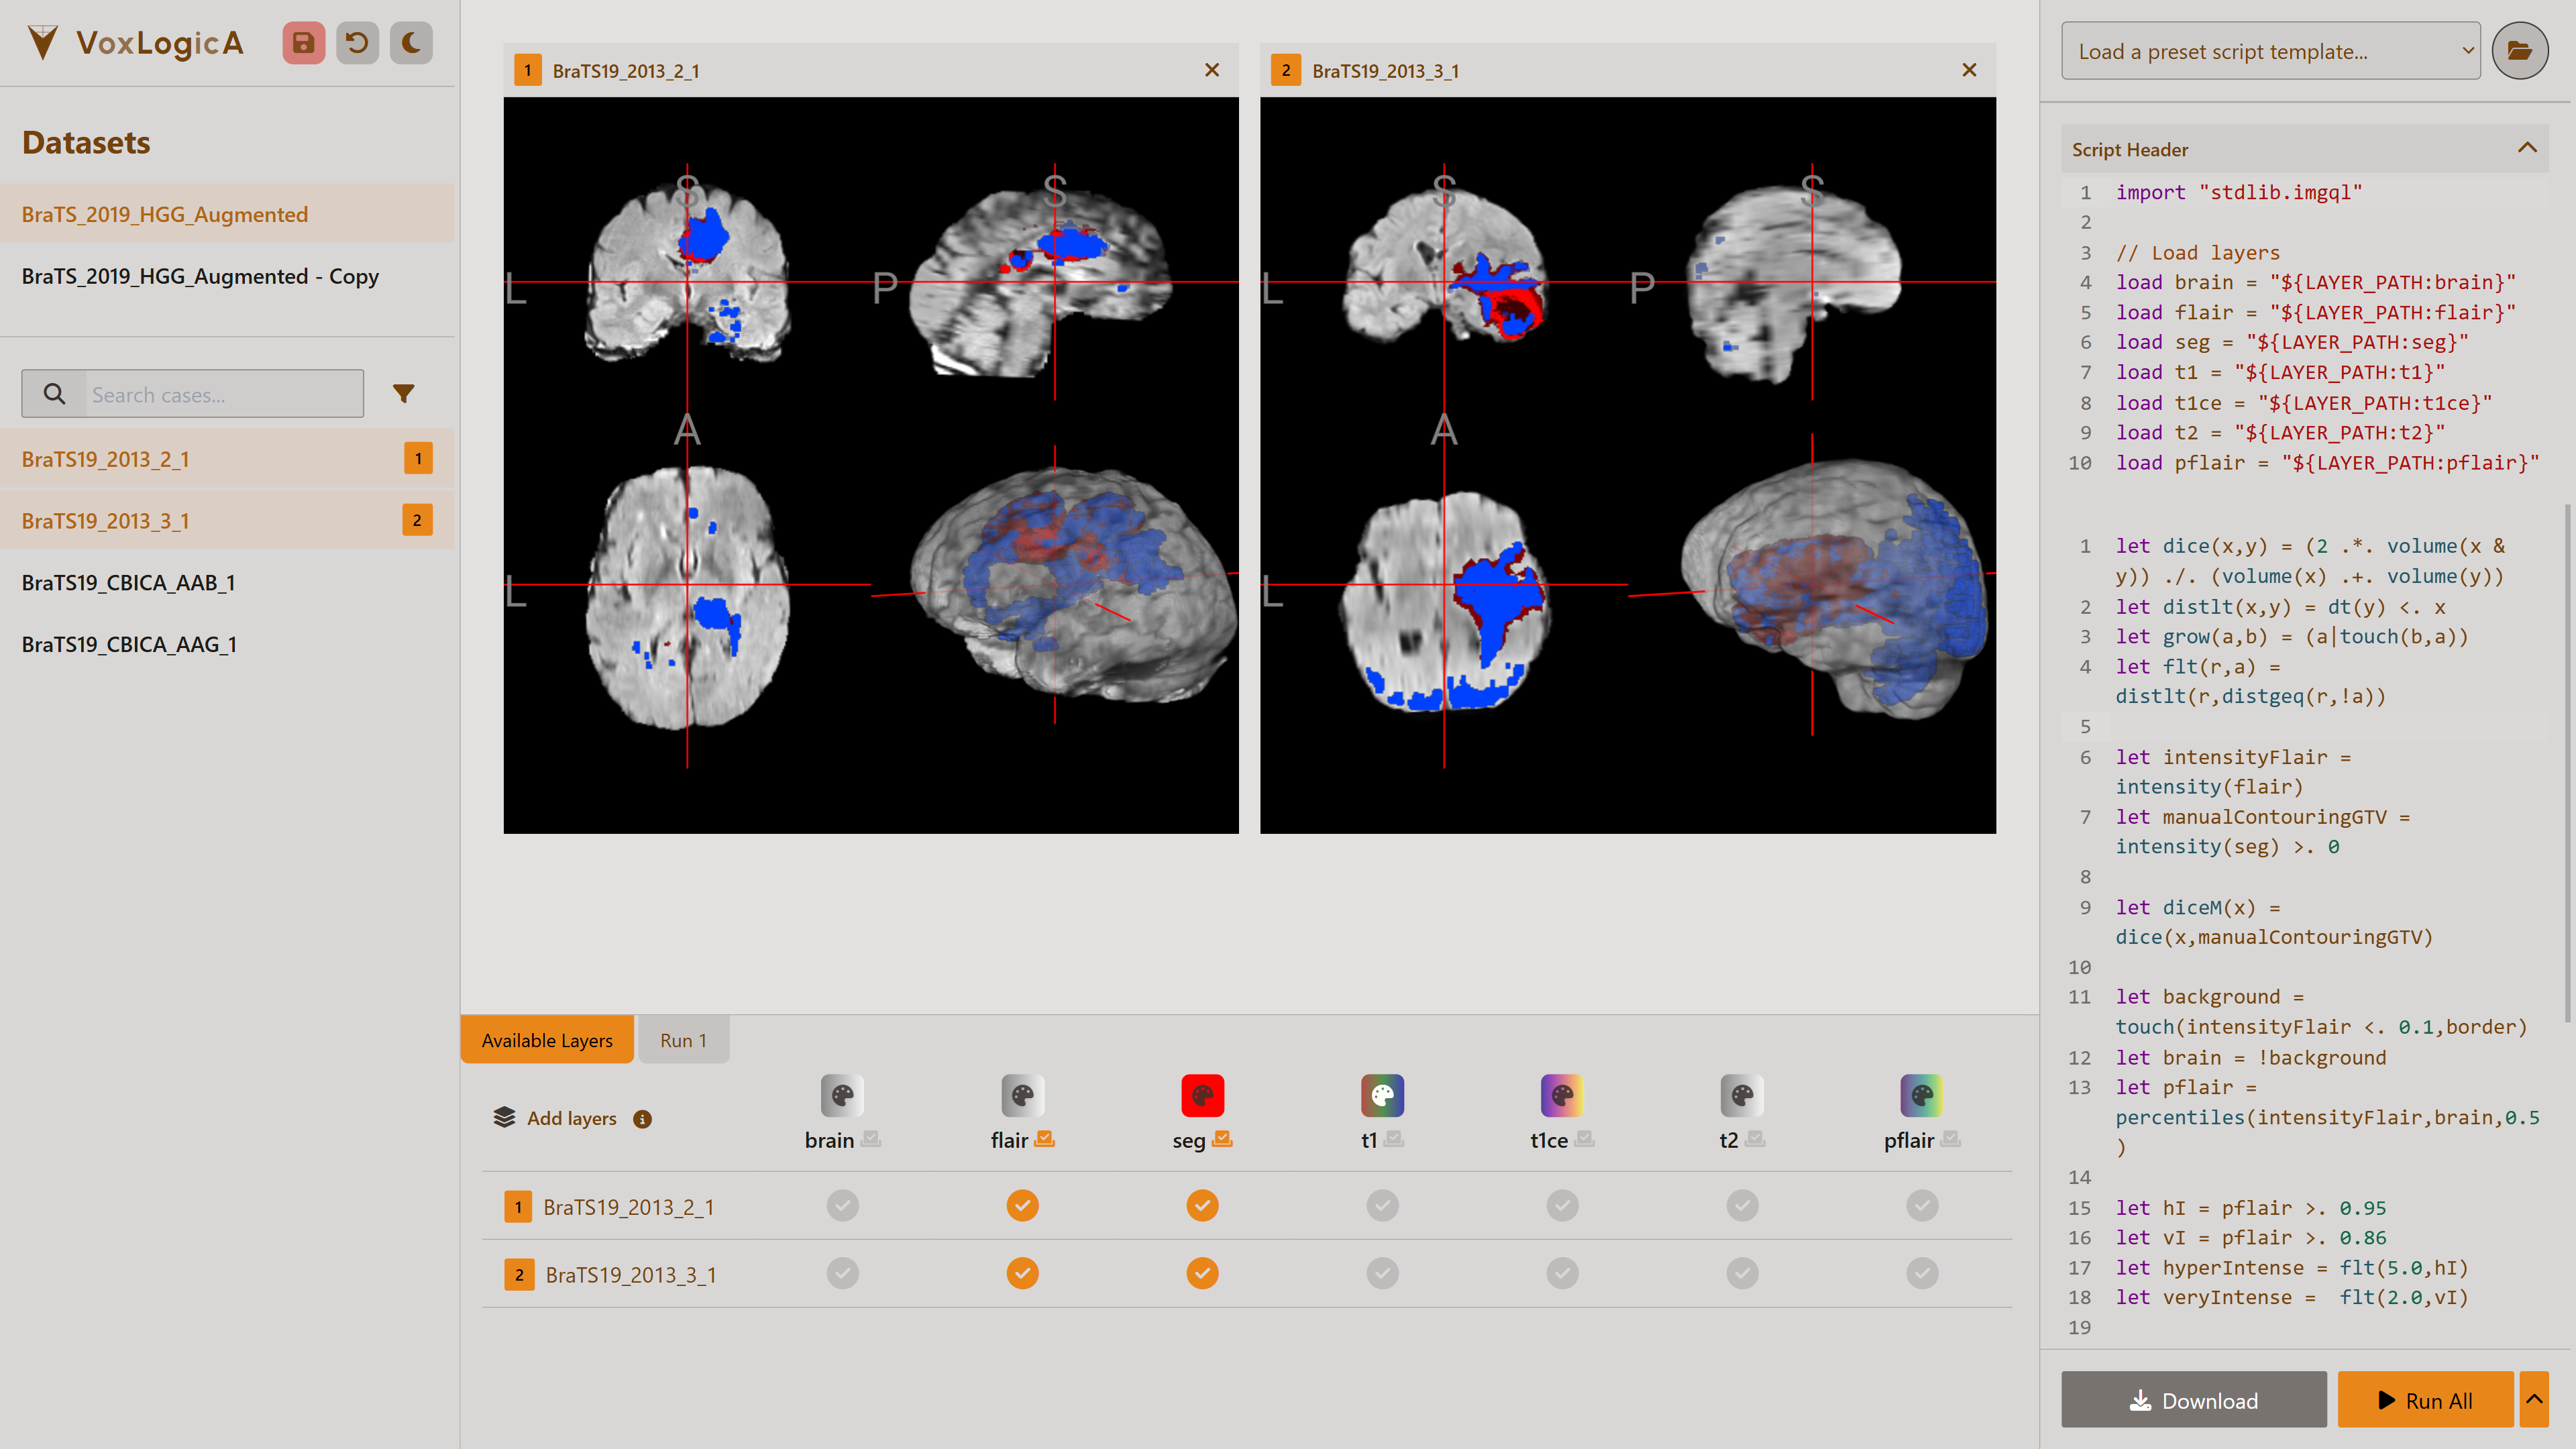 VoxLogicA
Datasets
BraTS_2019_HGG_Augmented
BraTS_2019_HGG_Augmented - Copy
Search cases...
BraTS19_2013_2_1 1
BraTS19_2013_3_1 2
BraTS19_CBICA_AAB_1
BraTS19_CBICA_AAG_1
1 BraTS19_2013_2_1
S S
L P
A
L
2 BraTS19_2013_3_1
S S
L P
A
L
Available Layers Run 1
Add layers
brain flair seg t1 t1ce t2 pflair
1 BraTS19_2013_2_1
2 BraTS19_2013_3_1
Load a preset script template...
Script Header
1 import "stdlib.imgql"
2
3 // Load layers
4 load brain = "${LAYER_PATH:brain}"
5 load flair = "${LAYER_PATH:flair}"
6 load seg = "${LAYER_PATH:seg}"
7 load t1 = "${LAYER_PATH:t1}"
8 load t1ce = "${LAYER_PATH:t1ce}"
9 load t2 = "${LAYER_PATH:t2}"
10 load pflair = "${LAYER_PATH:pflair}"
1 let dice(x,y) = (2 .*. volume(x &
y)) ./. (volume(x) .+. volume(y))
2 let distlt(x,y) = dt(y) <. x
3 let grow(a,b) = (a|touch(b,a))
4 let flt(r,a) =
distlt(r,distgeq(r,!a))
5
6 let intensityFlair =
intensity(flair)
7 let manualContouringGTV =
intensity(seg) >. 0
8
9 let diceM(x) =
dice(x,manualContouringGTV)
10
11 let background =
touch(intensityFlair <. 0.1,border)
12 let brain = !background
13 let pflair =
percentiles(intensityFlair,brain,0.5
)
14
15 let hI = pflair >. 0.95
16 let vI = pflair >. 0.86
17 let hyperIntense = flt(5.0,hI)
18 let veryIntense =  flt(2.0,vI)
19
Download Run All